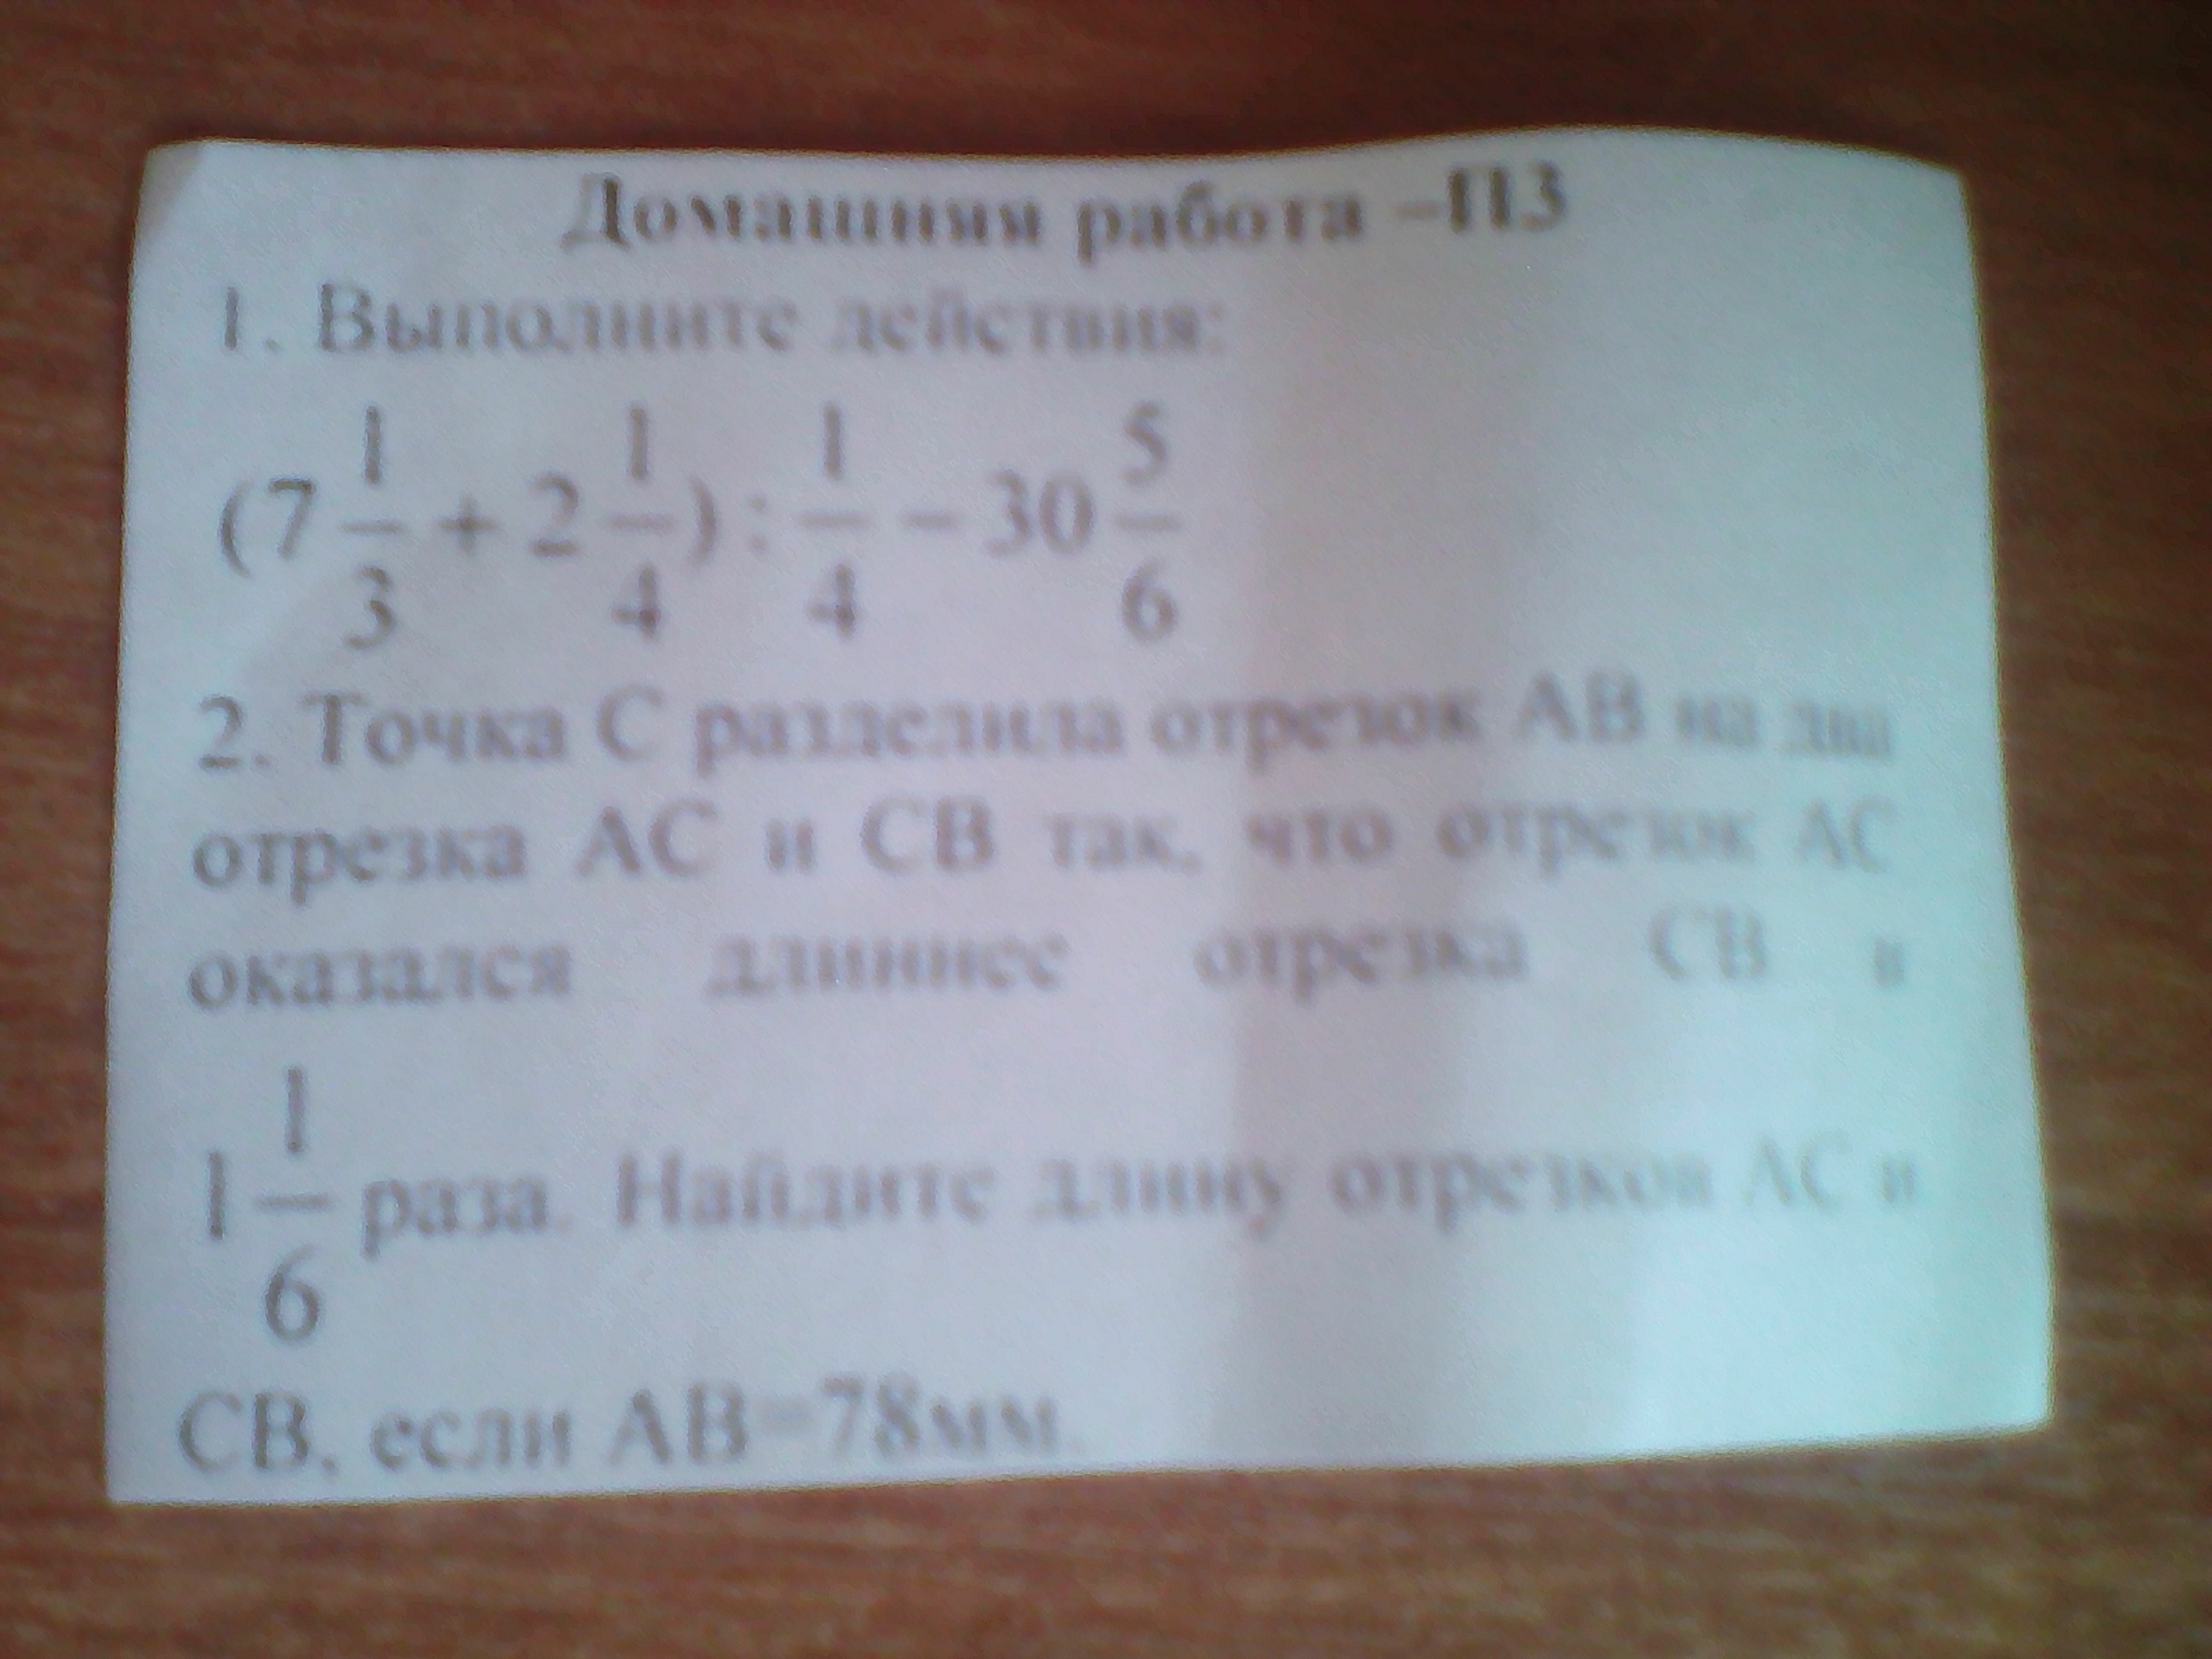 Домашняя работа –П3
1. Выполните действия:
(7 1/3 + 2 1/4) : 1/4 – 30 5/6
2. Точка С разделила отрезок АВ на два
отрезка АС и СВ так, что отрезок АС
оказался длиннее отрезка СВ в
1 1/6 раза. Найдите длину отрезков АС и
СВ, если АВ=78мм.